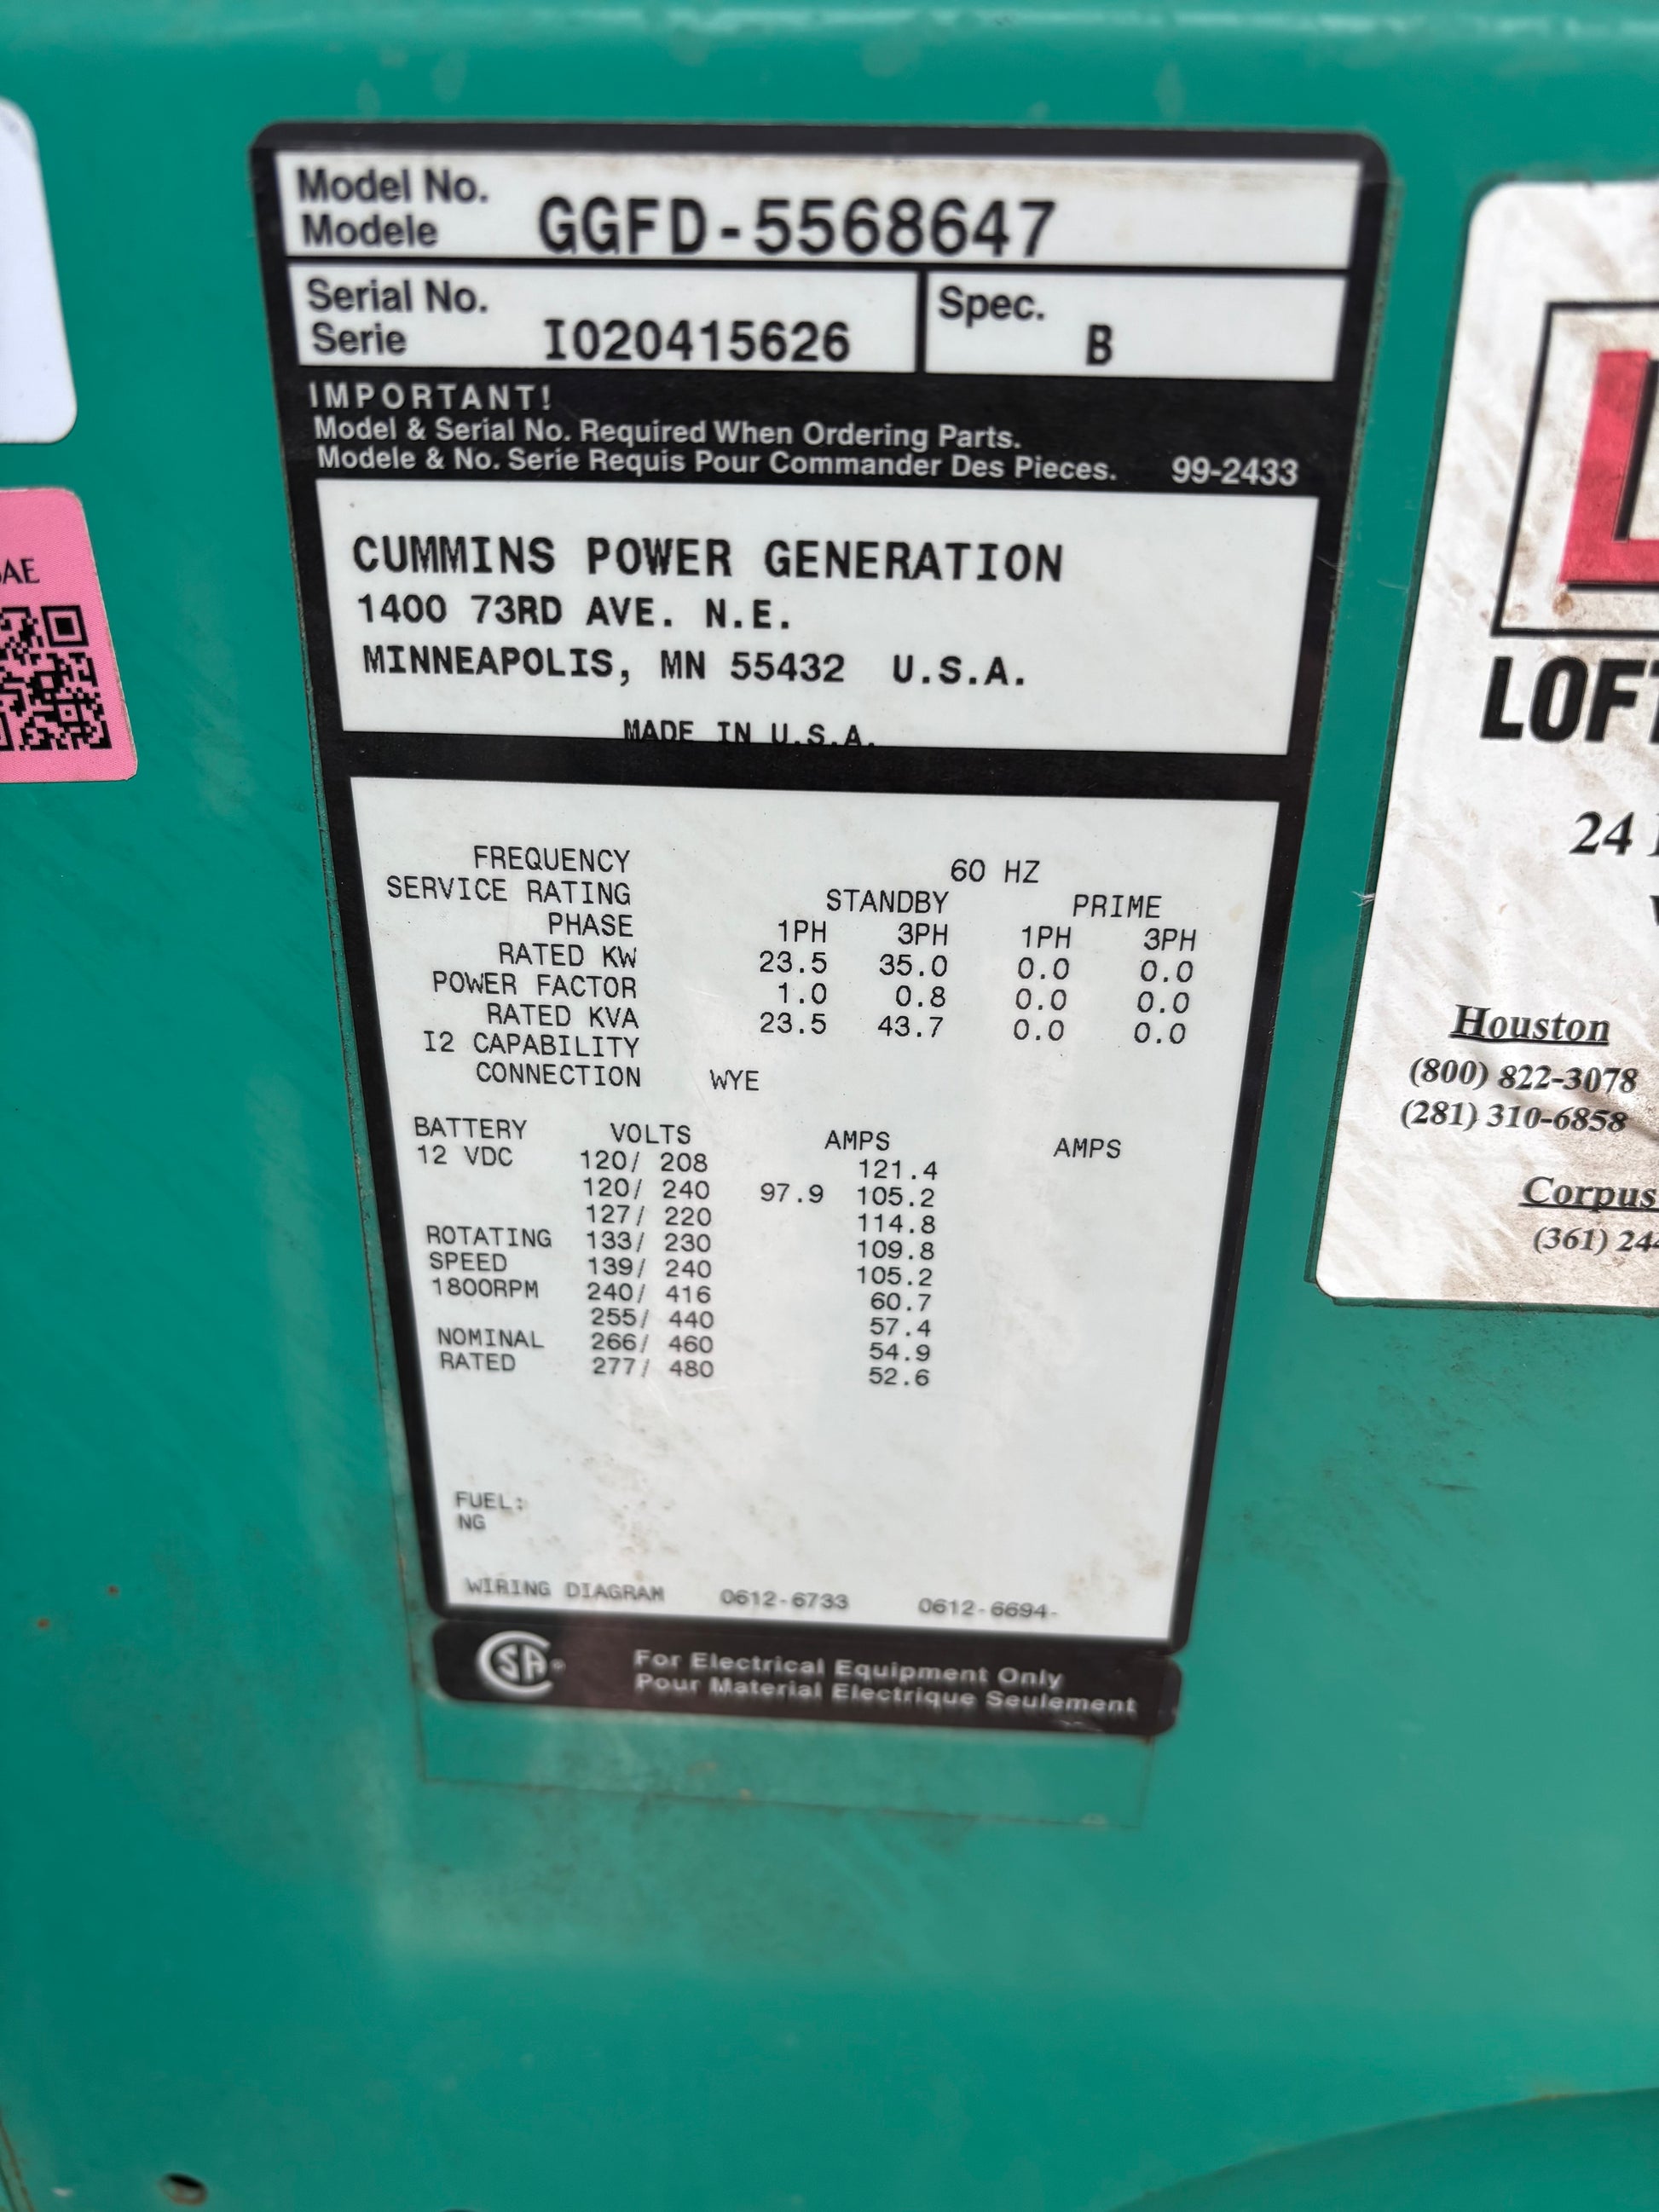 Model No.
Modele
GGFD-5568647
Serial No.
Serie
I020415626
Spec.
B
IMPORTANT!
Model & Serial No. Required When Ordering Parts.
Modele & No. Serie Requis Pour Commander Des Pieces. 99-2433
CUMMINS POWER GENERATION
1400 73RD AVE. N.E.
MINNEAPOLIS, MN 55432 U.S.A.
MADE IN U.S.A.
FREQUENCY 60 HZ
SERVICE RATING STANDBY PRIME
PHASE 1PH 3PH 1PH 3PH
RATED KW 23.5 35.0 0.0 0.0
POWER FACTOR 1.0 0.8 0.0 0.0
RATED KVA 23.5 43.7 0.0 0.0
I2 CAPABILITY
CONNECTION WYE
BATTERY VOLTS AMPS AMPS
12 VDC 120/ 208 121.4
120/ 240 97.9 105.2
127/ 220 114.8
ROTATING 133/ 230 109.8
SPEED 139/ 240 105.2
1800RPM 240/ 416 60.7
255/ 440 57.4
NOMINAL 266/ 460 54.9
RATED 277/ 480 52.6
FUEL:
NG
WIRING DIAGRAM 0612-6733 0612-6694-
CSA
For Electrical Equipment Only
Pour Material Electrique Seulement
AE
L
LOFT
24
Houston
(800) 822-3078
(281) 310-6858
Corpus
(361) 24